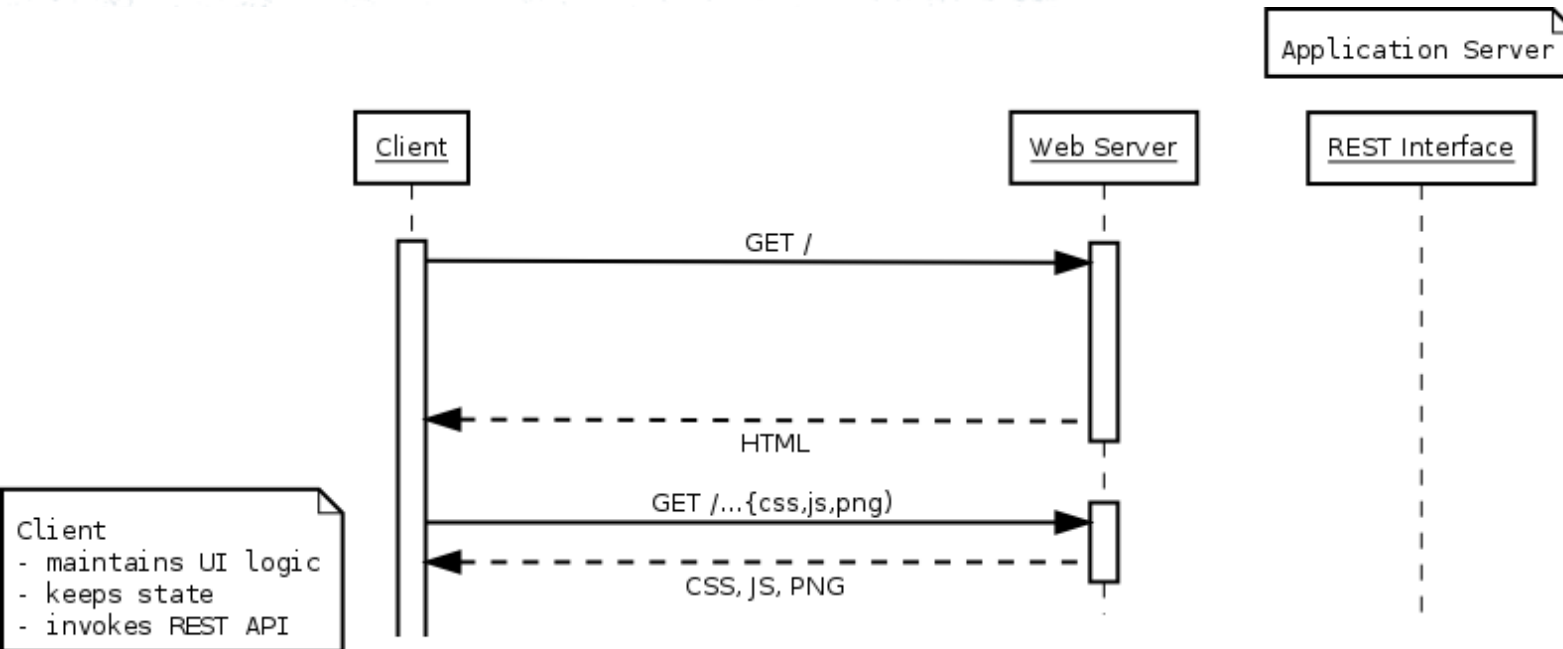 Application Server
Client
Web Server
REST Interface
GET /
HTML
GET /...{css,js,png)
CSS, JS, PNG
Client
- maintains UI logic
- keeps state
- invokes REST API